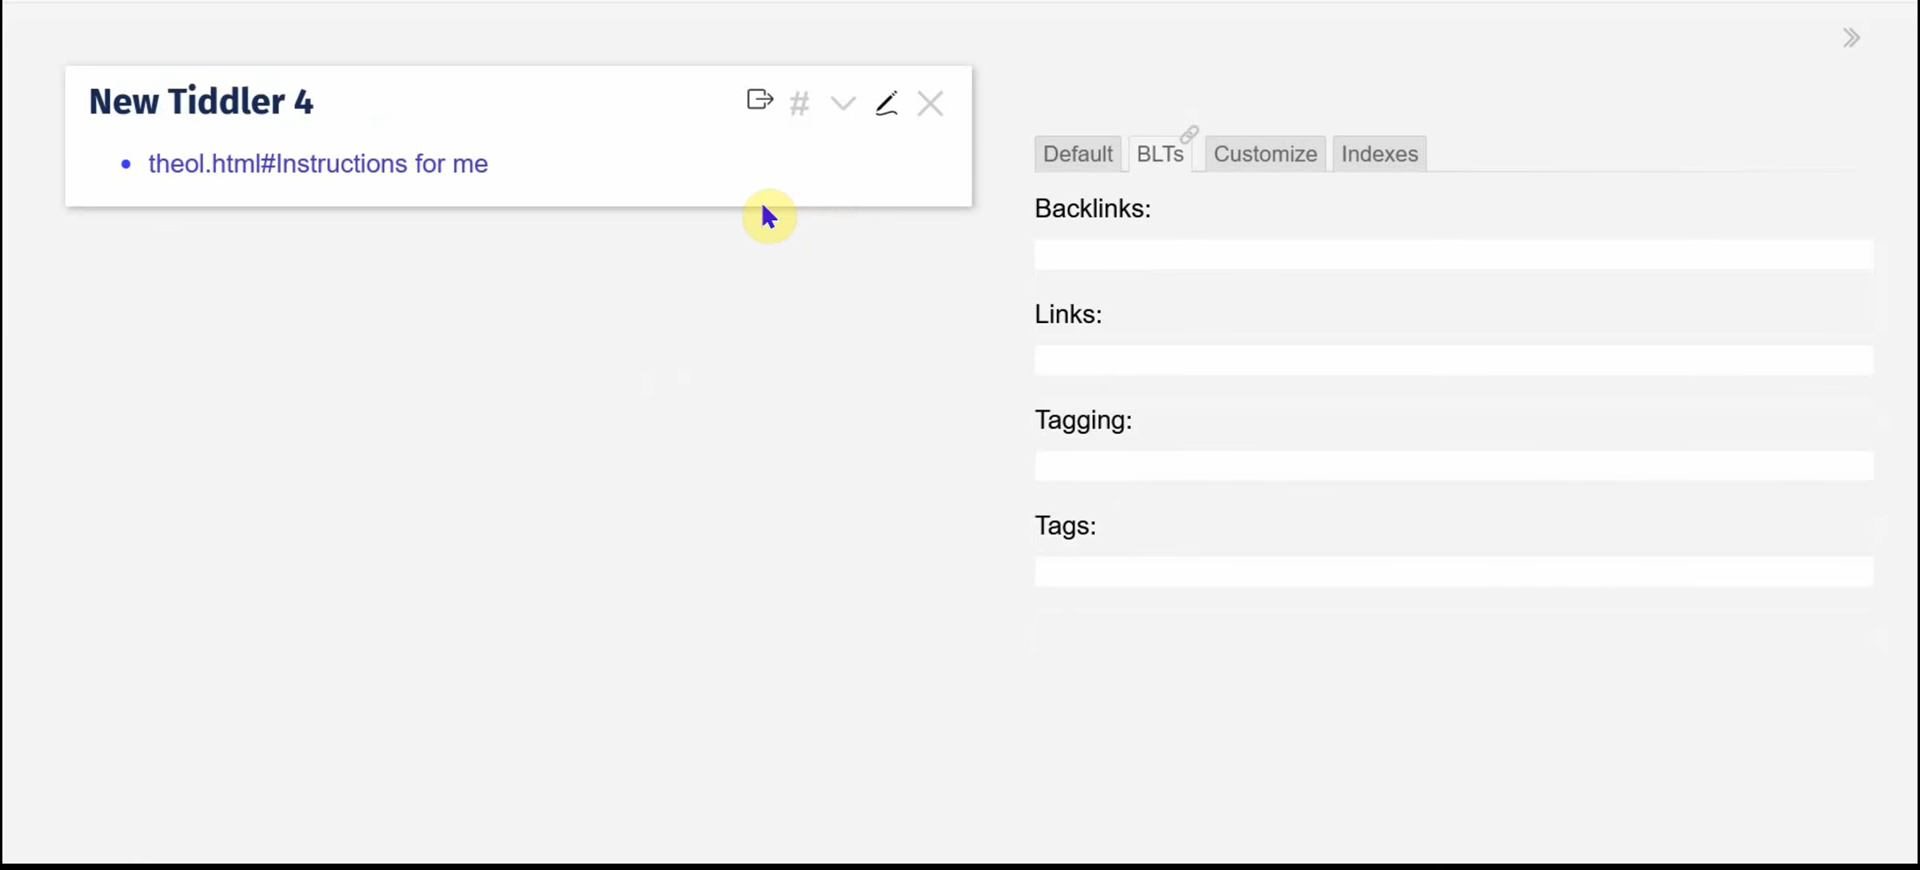 New Tiddler 4
#
theol.html#Instructions for me
Default
BLTs
Customize
Indexes
Backlinks:
Links:
Tagging:
Tags: